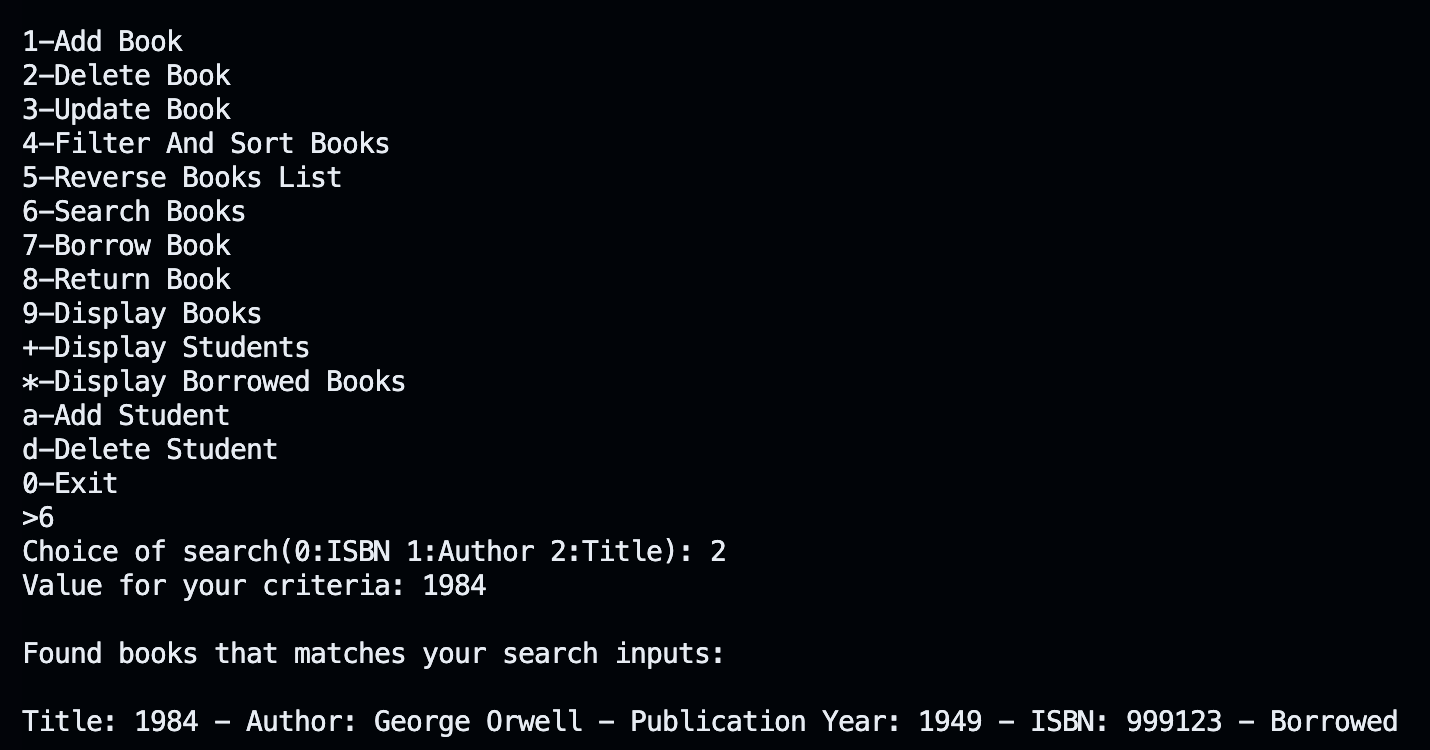 1-Add Book
2-Delete Book
3-Update Book
4-Filter And Sort Books
5-Reverse Books List
6-Search Books
7-Borrow Book
8-Return Book
9-Display Books
+-Display Students
*-Display Borrowed Books
a-Add Student
d-Delete Student
0-Exit
>6
Choice of search(0:ISBN 1:Author 2:Title): 2
Value for your criteria: 1984
Found books that matches your search inputs:
Title: 1984 - Author: George Orwell - Publication Year: 1949 - ISBN: 999123 - Borrowed